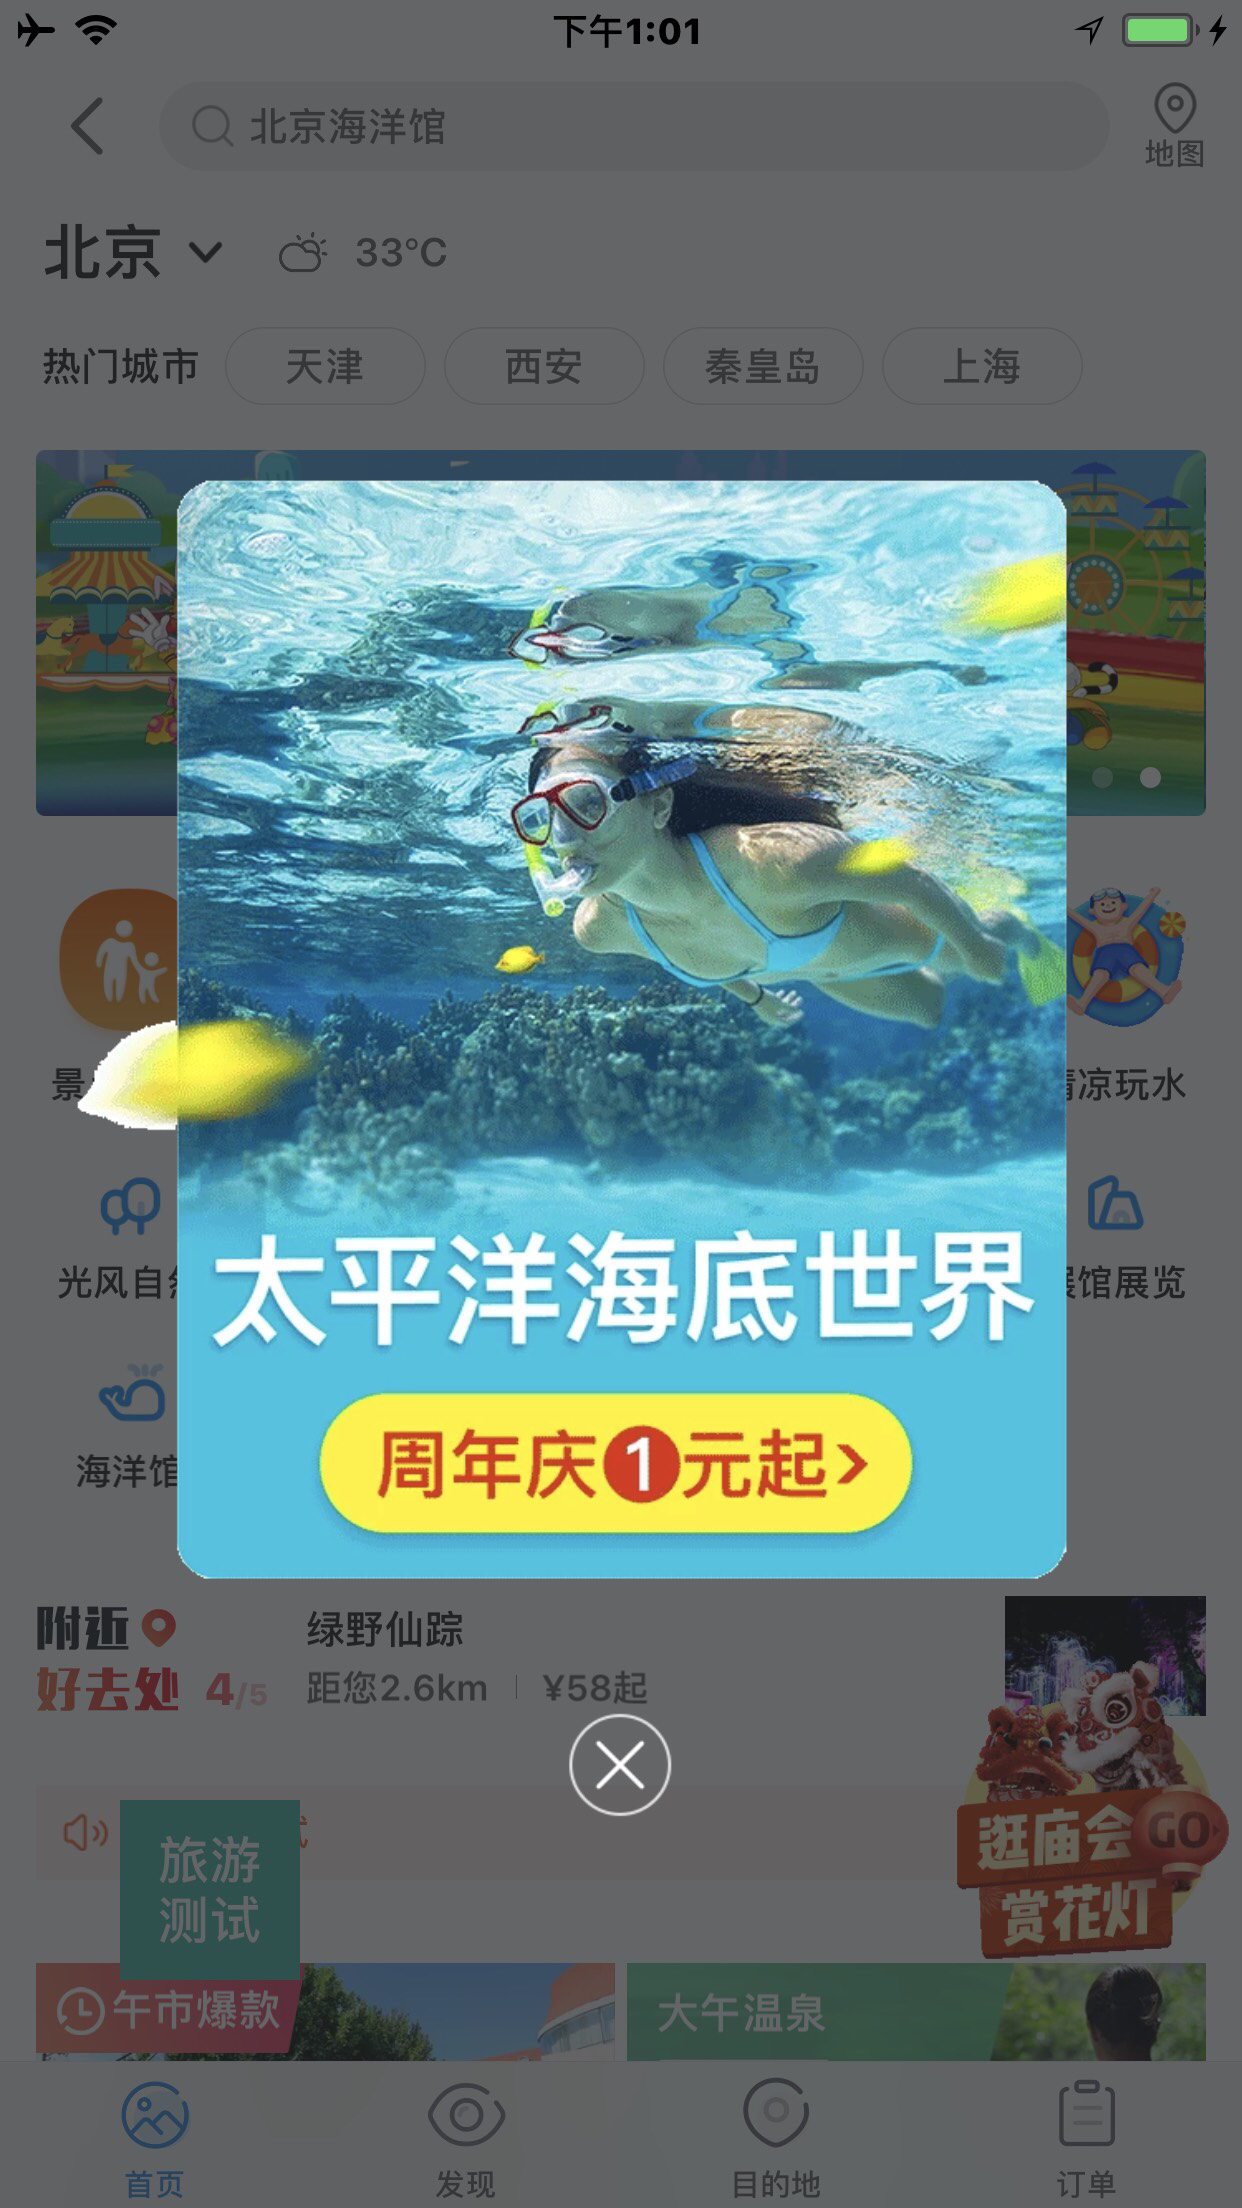 下午1:01
北京海洋馆
地图
北京
33°C
热门城市
天津
西安
秦皇岛
上海
景
清凉玩水
光风自然
展馆展览
海洋馆
太平洋海底世界
周年庆1元起>
附近
好去处 4/5
绿野仙踪
距您2.6km
¥58起
旅游
测试
逛庙会
GO
赏花灯
午市爆款
大午温泉
首页
发现
目的地
订单